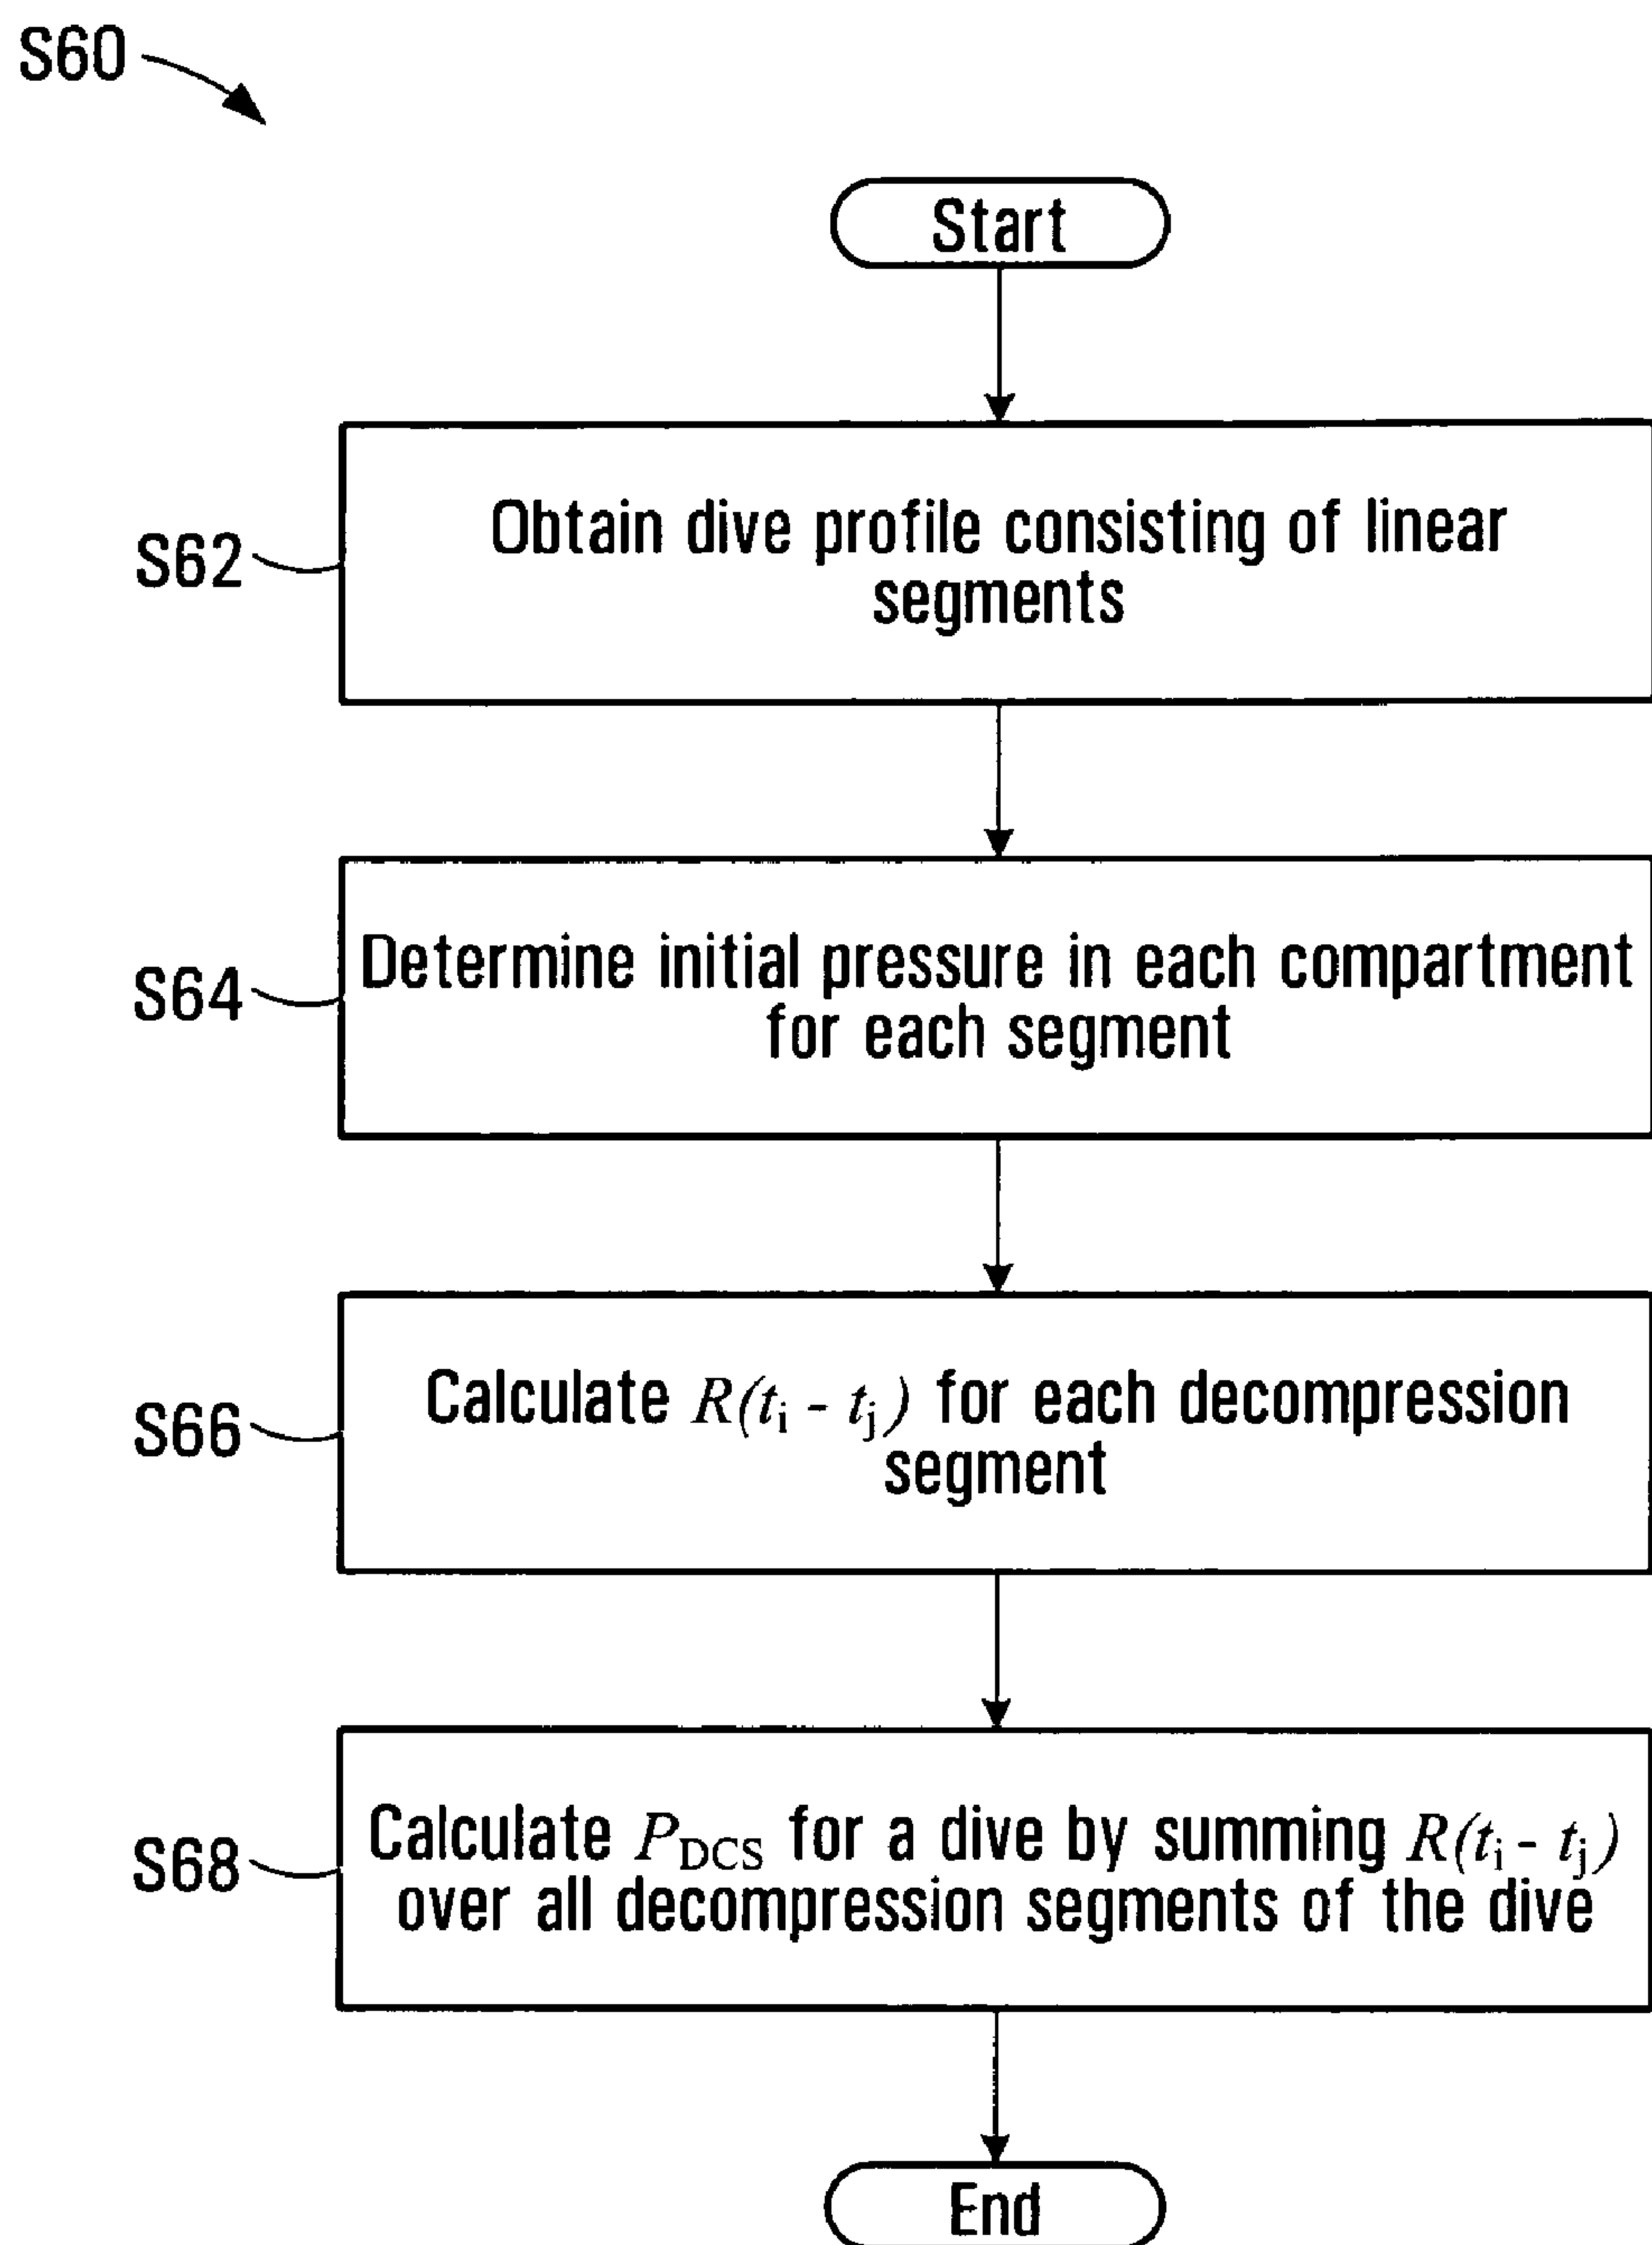 S60
Start
S62
Obtain dive profile consisting of linear
segments
S64
Determine initial pressure in each compartment
for each segment
S66
Calculate R(tᵢ - tⱼ) for each decompression
segment
S68
Calculate P_DCS for a dive by summing R(tᵢ - tⱼ)
over all decompression segments of the dive
End